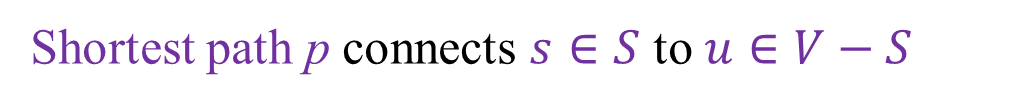 Shortest path p connects s ∈ S to u ∈ V − S